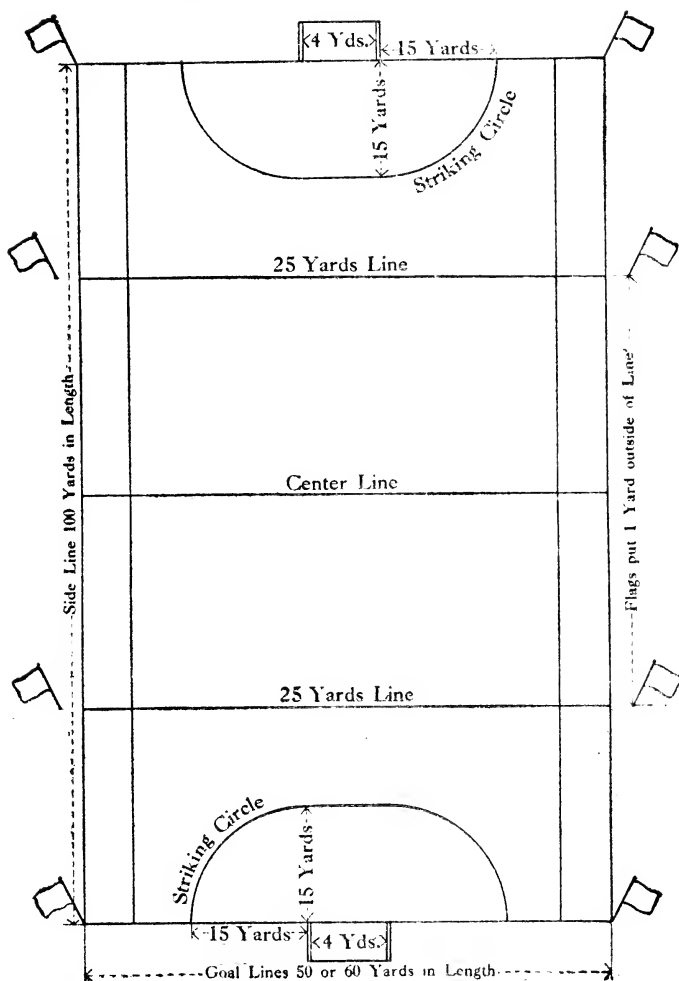 4 Yds.
15 Yards
15 Yards
Striking Circle
25 Yards Line
Side Line 100 Yards in Length
Flags put 1 Yard outside of Line
Center Line
25 Yards Line
Striking Circle
15 Yards
15 Yards
4 Yds.
Goal Lines 50 or 60 Yards in Length